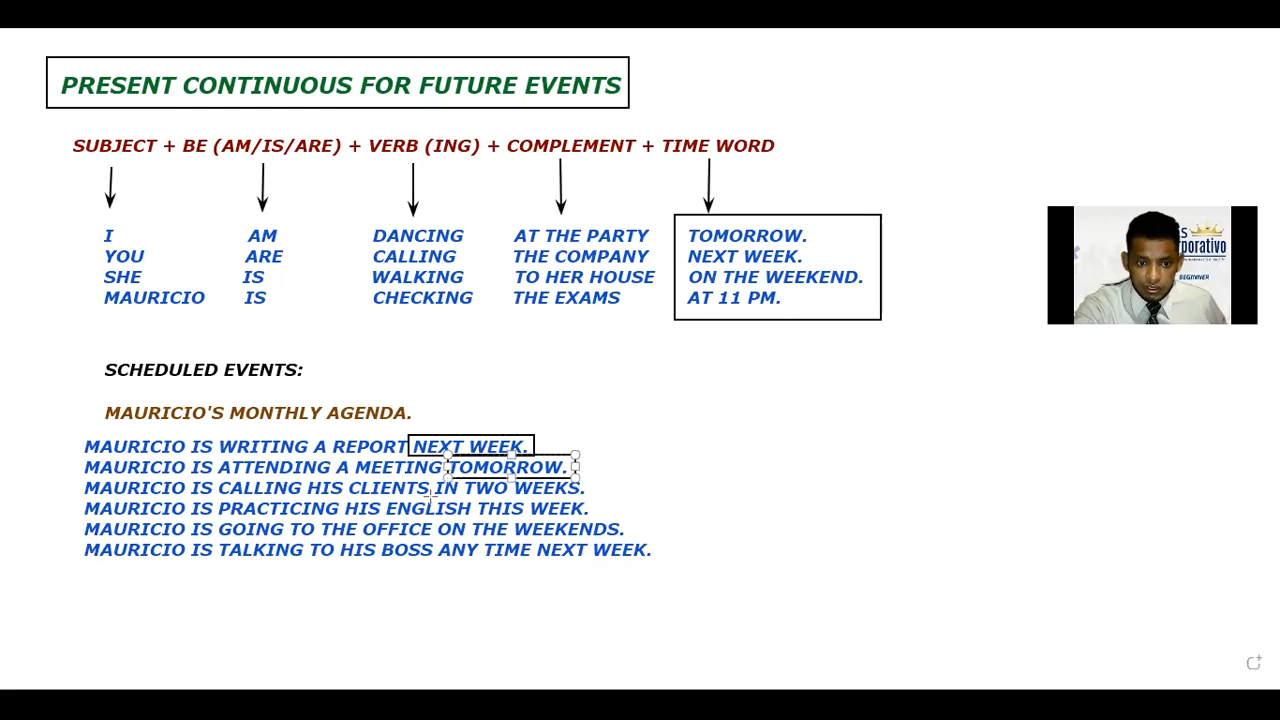 PRESENT CONTINUOUS FOR FUTURE EVENTS
SUBJECT + BE (AM/IS/ARE) + VERB (ING) + COMPLEMENT + TIME WORD
I AM DANCING AT THE PARTY TOMORROW.
YOU ARE CALLING THE COMPANY NEXT WEEK.
SHE IS WALKING TO HER HOUSE ON THE WEEKEND.
MAURICIO IS CHECKING THE EXAMS AT 11 PM.
SCHEDULED EVENTS:
MAURICIO'S MONTHLY AGENDA.
MAURICIO IS WRITING A REPORT NEXT WEEK.
MAURICIO IS ATTENDING A MEETING TOMORROW.
MAURICIO IS CALLING HIS CLIENTS IN TWO WEEKS.
MAURICIO IS PRACTICING HIS ENGLISH THIS WEEK.
MAURICIO IS GOING TO THE OFFICE ON THE WEEKENDS.
MAURICIO IS TALKING TO HIS BOSS ANY TIME NEXT WEEK.
BEGINNER